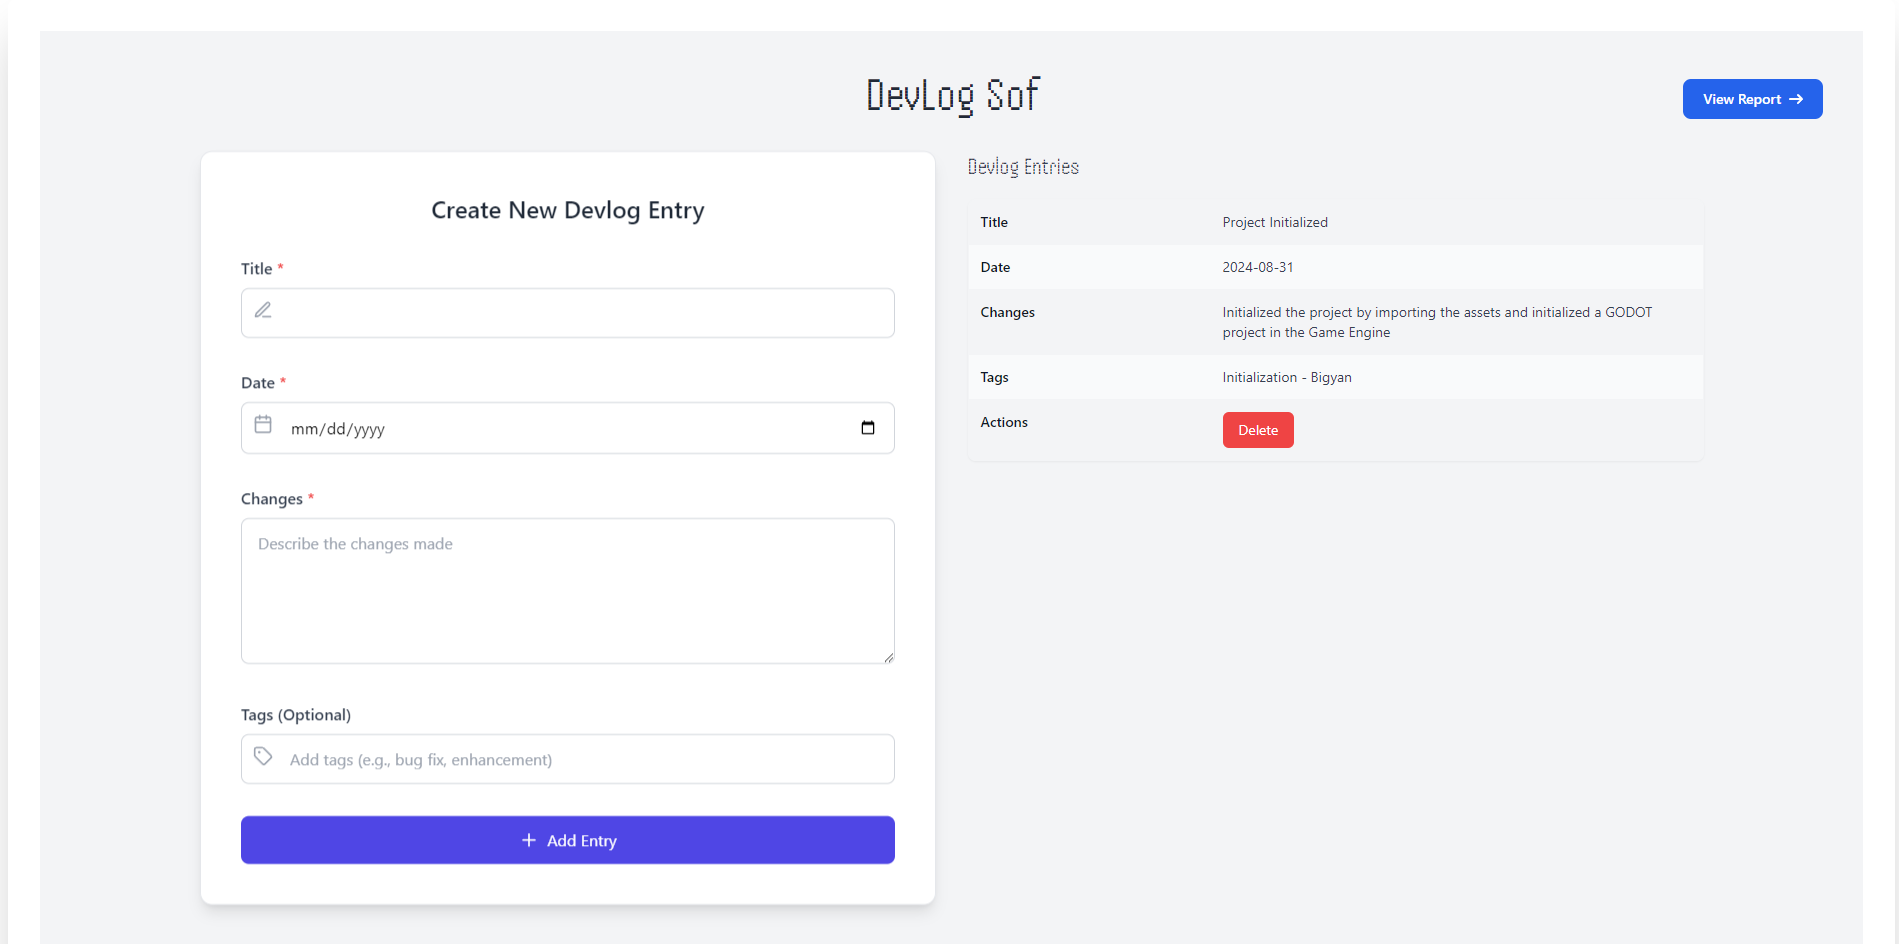 DevLog Sof
View Report →
Create New Devlog Entry
Title *
Date *
mm/dd/yyyy
Changes *
Describe the changes made
Tags (Optional)
Add tags (e.g., bug fix, enhancement)
+ Add Entry
Devlog Entries
Title Project Initialized
Date 2024-08-31
Changes Initialized the project by importing the assets and initialized a GODOT
project in the Game Engine
Tags Initialization - Bigyan
Actions Delete